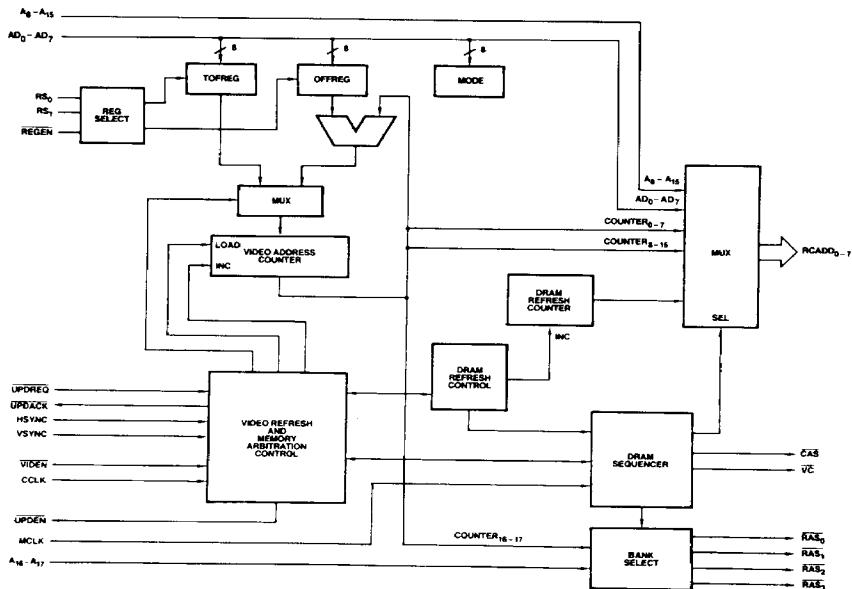 A8–A15
AD0–AD7
8
8
8
TOFREG
OFFREG
MODE
RS0
RS1
REGEN
REG
SELECT
MUX
LOAD
INC
VIDEO ADDRESS
COUNTER
A8–A15
AD0–AD7
COUNTER0–7
COUNTER8–15
MUX
SEL
RCADD0–7
DRAM
REFRESH
COUNTER
INC
DRAM
REFRESH
CONTROL
UPDREQ
UPDACK
HSYNC
VSYNC
VIDEN
CCLK
UPDEN
MCLK
A16–A17
VIDEO REFRESH
AND
MEMORY
ARBITRATION
CONTROL
DRAM
SEQUENCER
CAS
VC
COUNTER16–17
BANK
SELECT
RAS0
RAS1
RAS2
RAS3